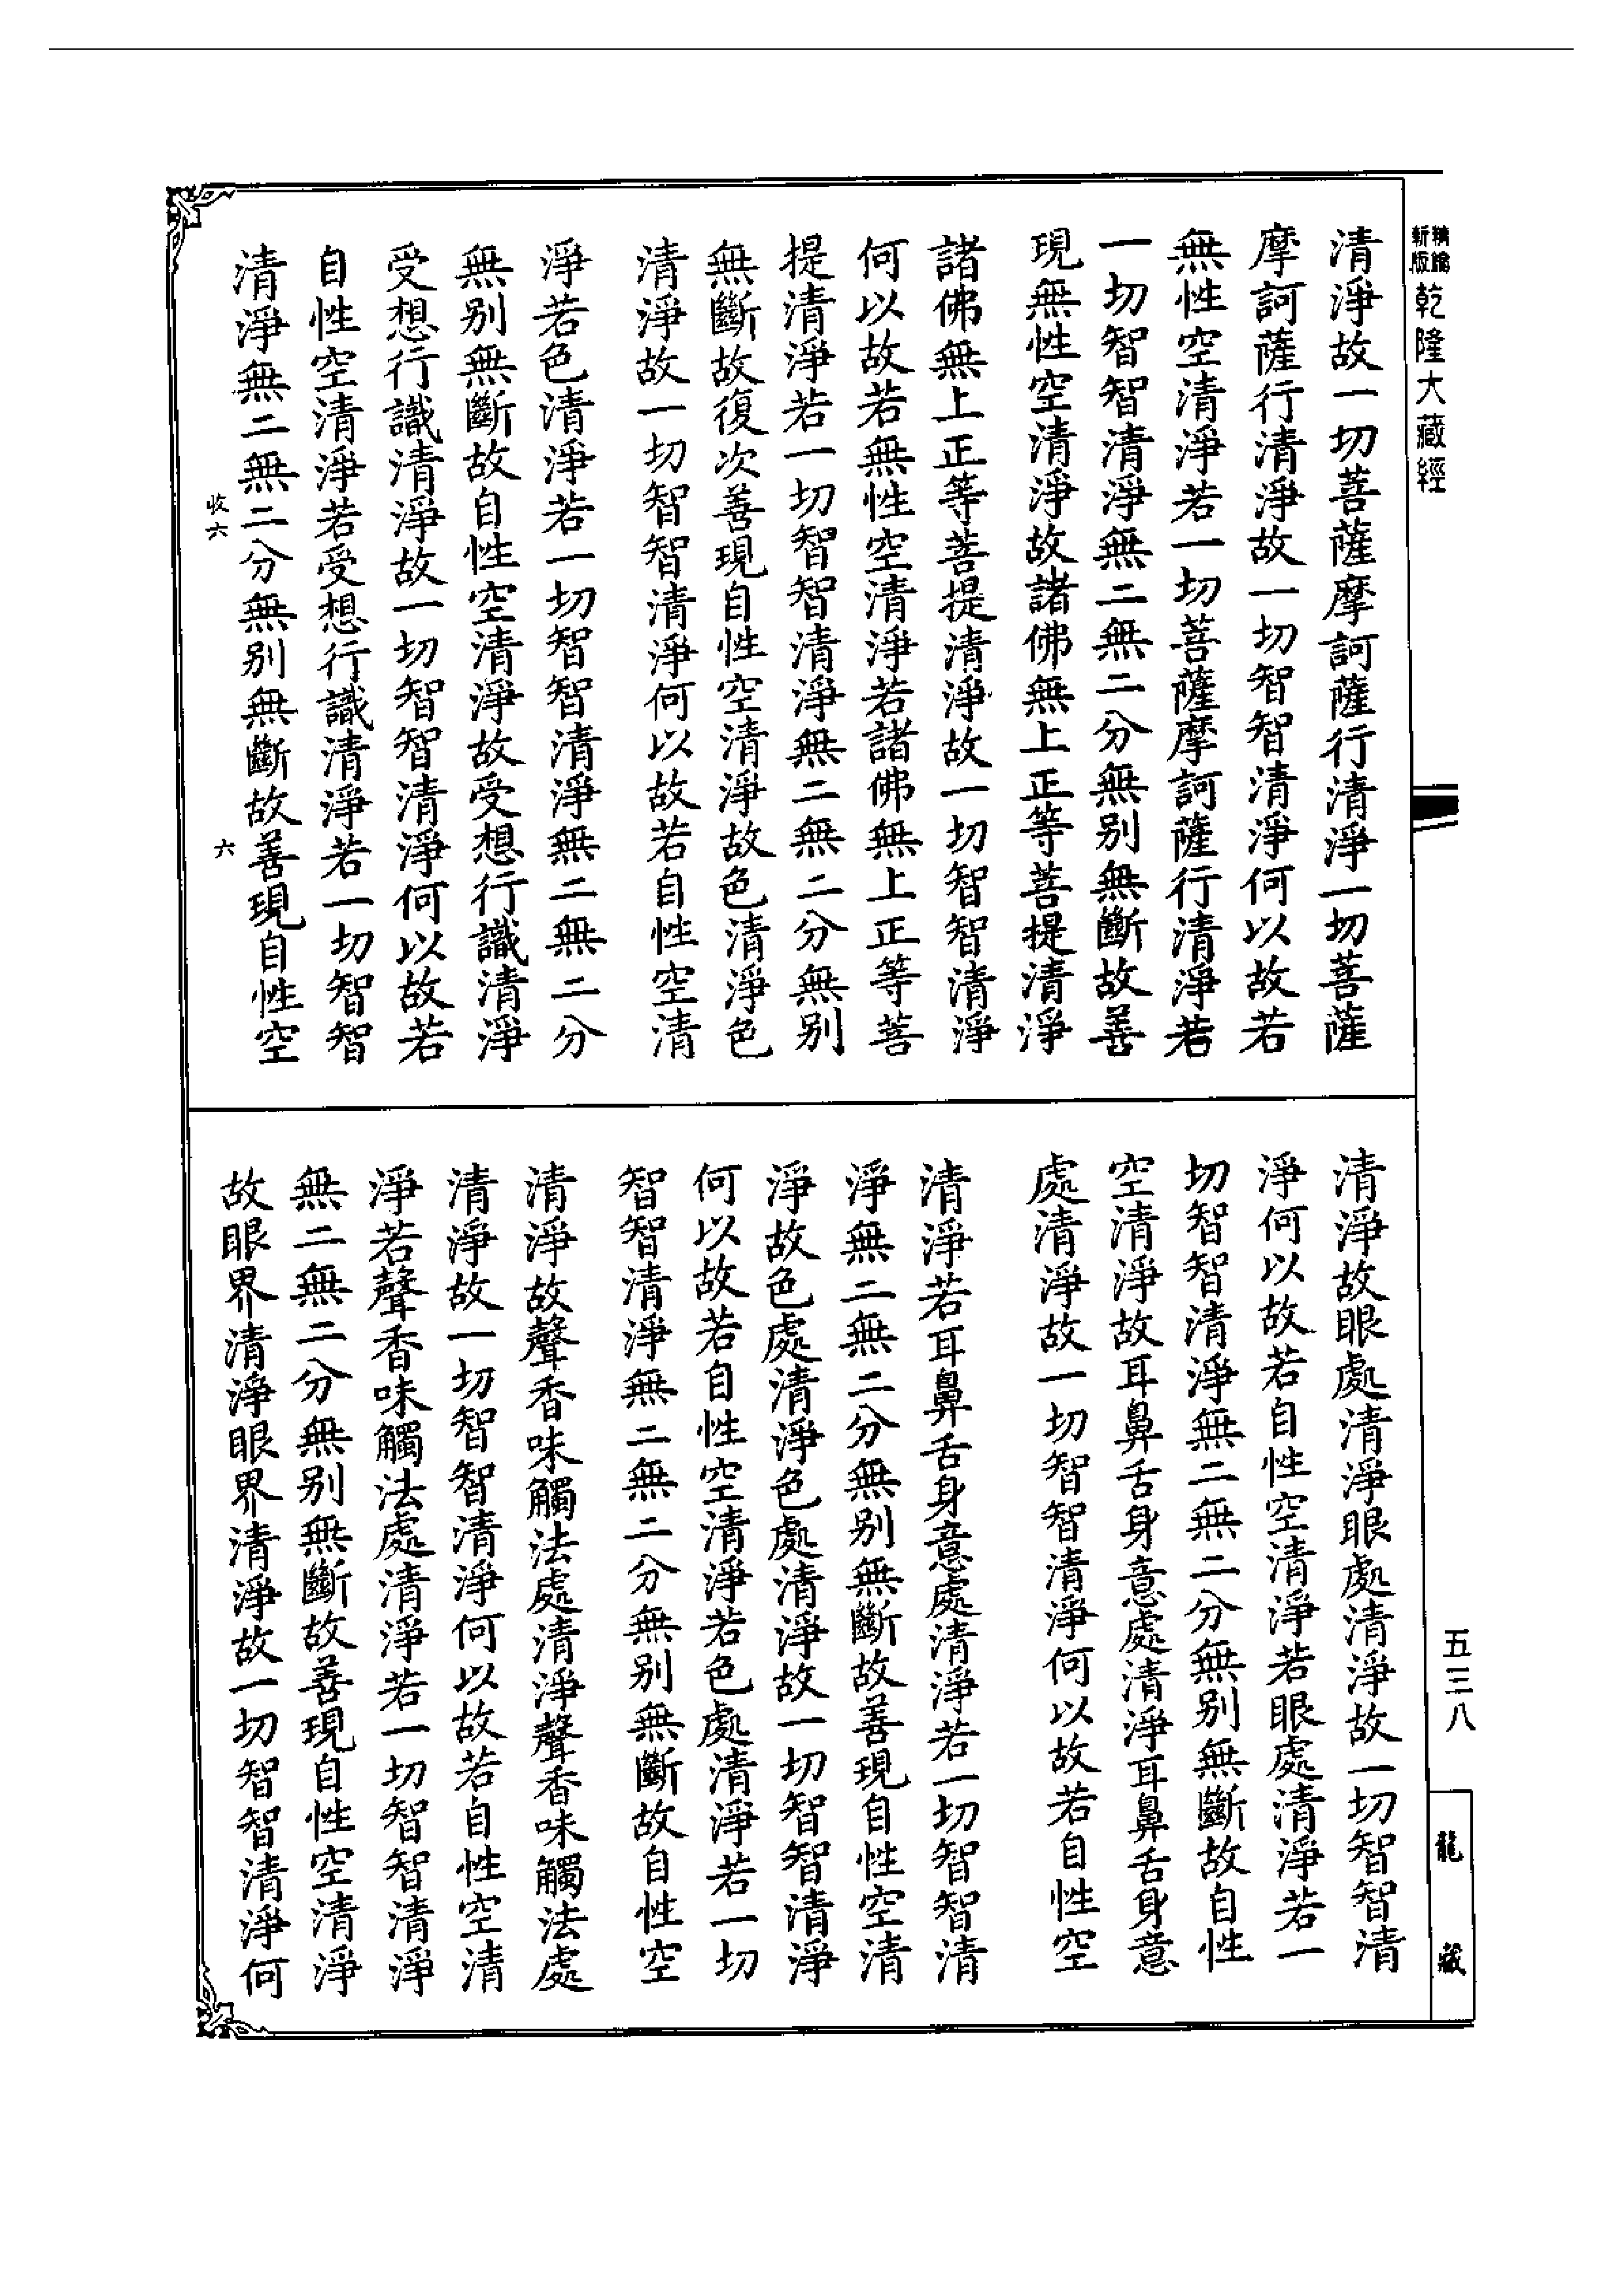 精縮新版乾隆大藏經
清淨故一切菩薩摩訶薩行清淨一切菩薩
摩訶薩行清淨故一切智智清淨何以故若
無性空清淨若一切菩薩摩訶薩行清淨若
一切智智清淨無二無二分無別無斷故善
現無性空清淨故諸佛無上正等菩提清淨
諸佛無上正等菩提清淨故一切智智清淨
何以故若無性空清淨若諸佛無上正等菩
提清淨若一切智智清淨無二無二分無別
無斷故復次善現自性空清淨故色清淨色
清淨故一切智智清淨何以故若自性空清
淨若色清淨若一切智智清淨無二無二分
無別無斷故自性空清淨故受想行識清淨
受想行識清淨故一切智智清淨何以故若
自性空清淨若受想行識清淨若一切智智
清淨無二無二分無別無斷故善現自性空
收六
六
清淨故眼處清淨眼處清淨故一切智智清
淨何以故若自性空清淨若眼處清淨若一
切智智清淨無二無二分無別無斷故自性
空清淨故耳鼻舌身意處清淨耳鼻舌身意
處清淨故一切智智清淨何以故若自性空
清淨若耳鼻舌身意處清淨若一切智智清
淨無二無二分無別無斷故善現自性空清
淨故色處清淨色處清淨故一切智智清淨
何以故若自性空清淨若色處清淨若一切
智智清淨無二無二分無別無斷故自性空
清淨故聲香味觸法處清淨聲香味觸法處
清淨故一切智智清淨何以故若自性空清
淨若聲香味觸法處清淨若一切智智清淨
無二無二分無別無斷故善現自性空清淨
故眼界清淨眼界清淨故一切智智清淨何
五三八
龍藏